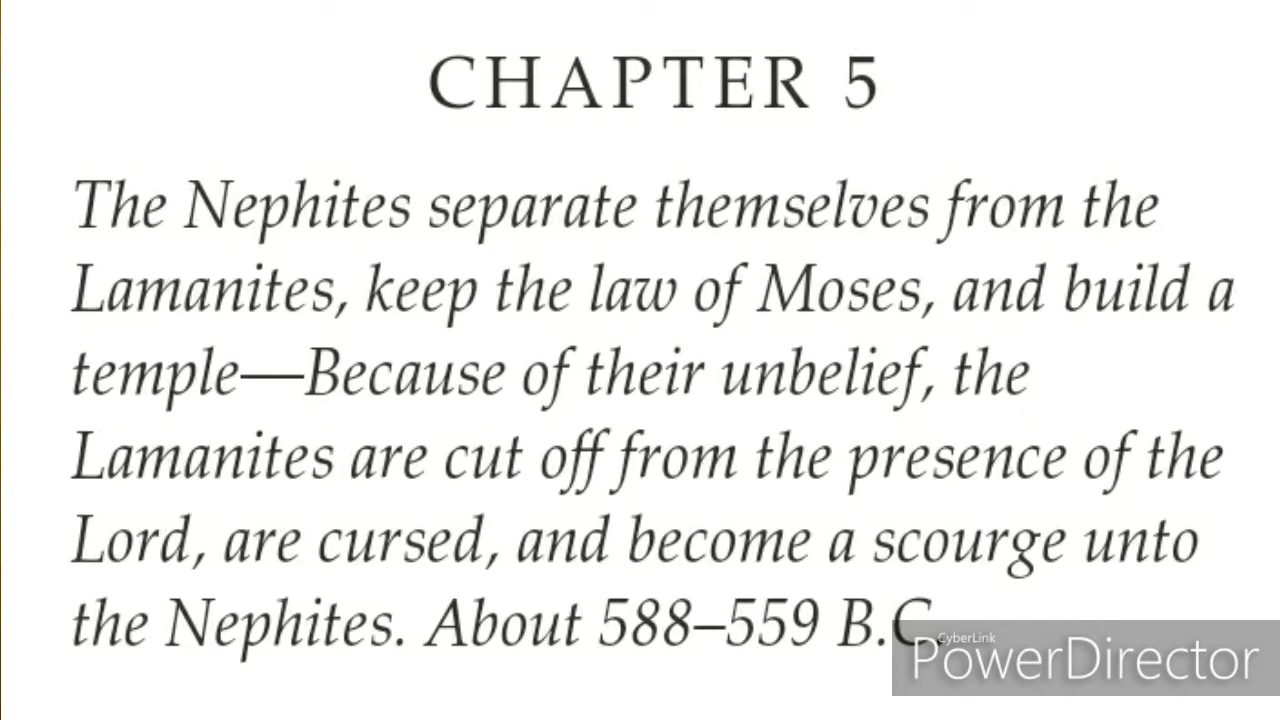 CHAPTER 5
The Nephites separate themselves from the
Lamanites, keep the law of Moses, and build a
temple—Because of their unbelief, the
Lamanites are cut off from the presence of the
Lord, are cursed, and become a scourge unto
the Nephites. About 588–559 B.C.
CyberLink
PowerDirector